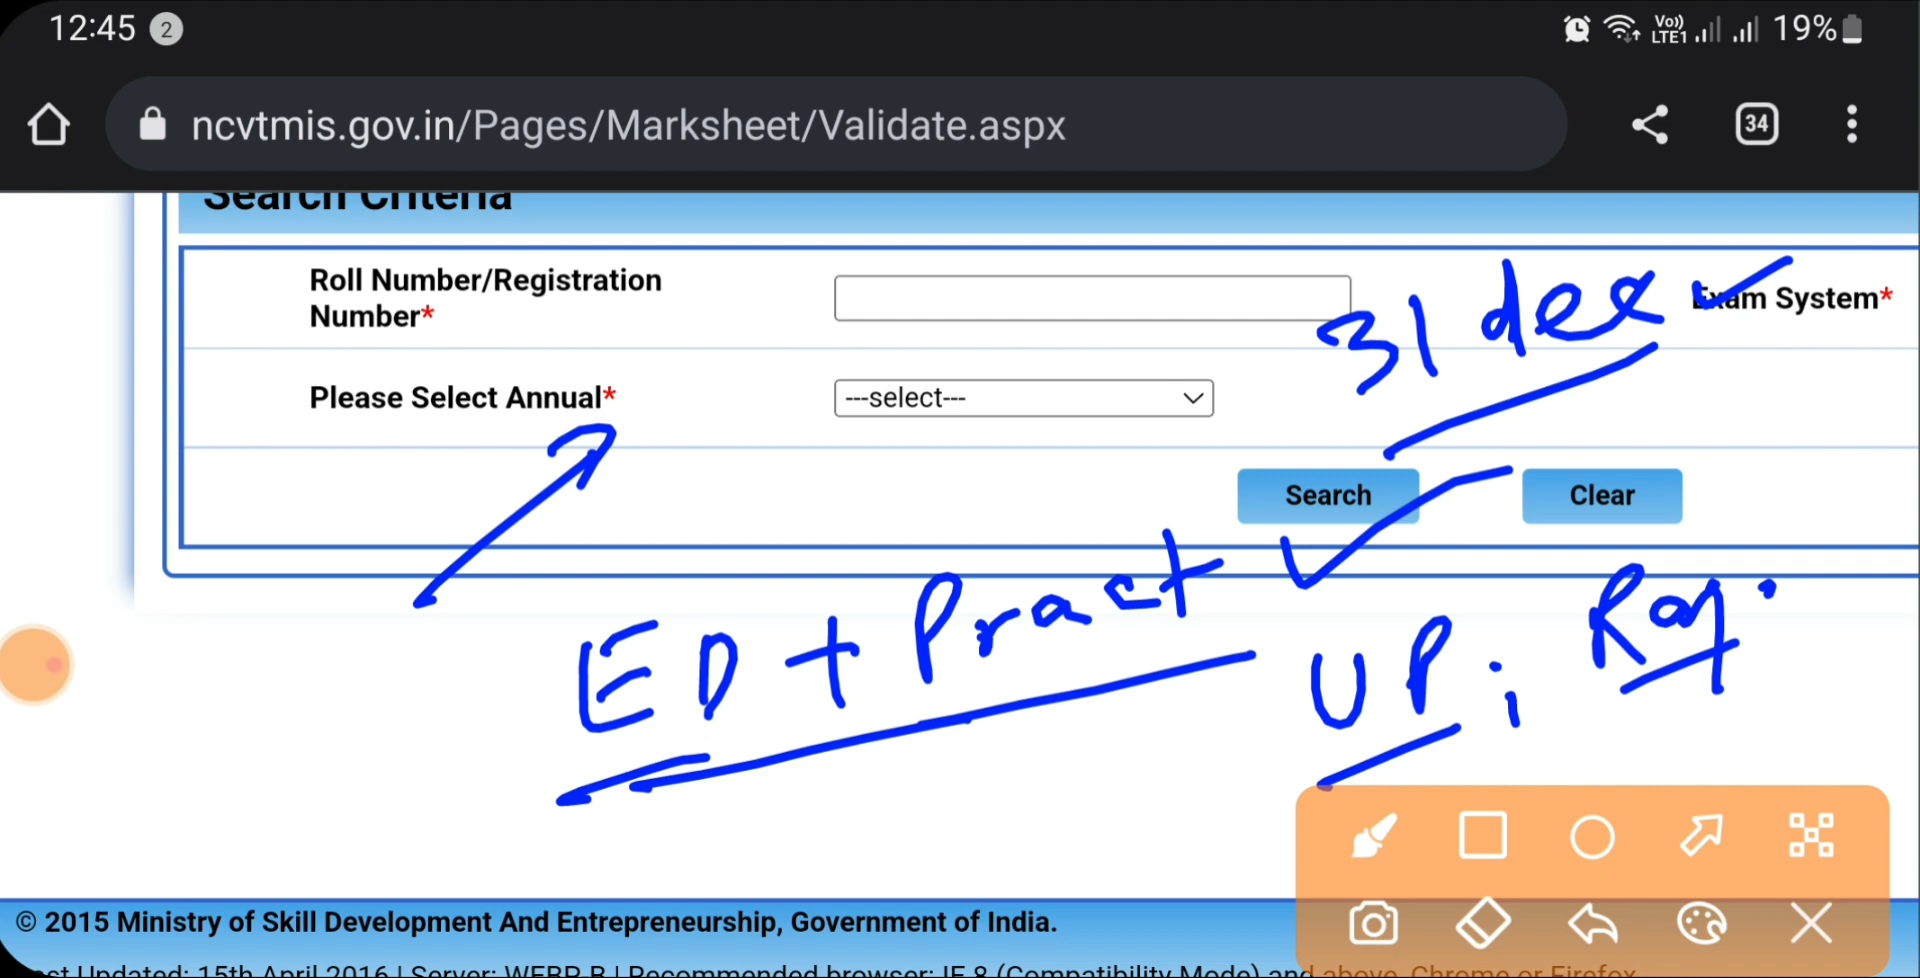 12:45 2 Vo)) LTE1 19%
ncvtmis.gov.in/Pages/Marksheet/Validate.aspx 34
Search Criteria
Roll Number/Registration
Number*
Exam System*
31 dec
Please Select Annual*
---select---
Search Clear
ED + Pract
UP; Raj.
© 2015 Ministry of Skill Development And Entrepreneurship, Government of India.
st Updated: 15th April 2016 | Server: WEBP B | Recommended browser: IE 8 (Compatibility Mode) and above, Chrome or Firefox